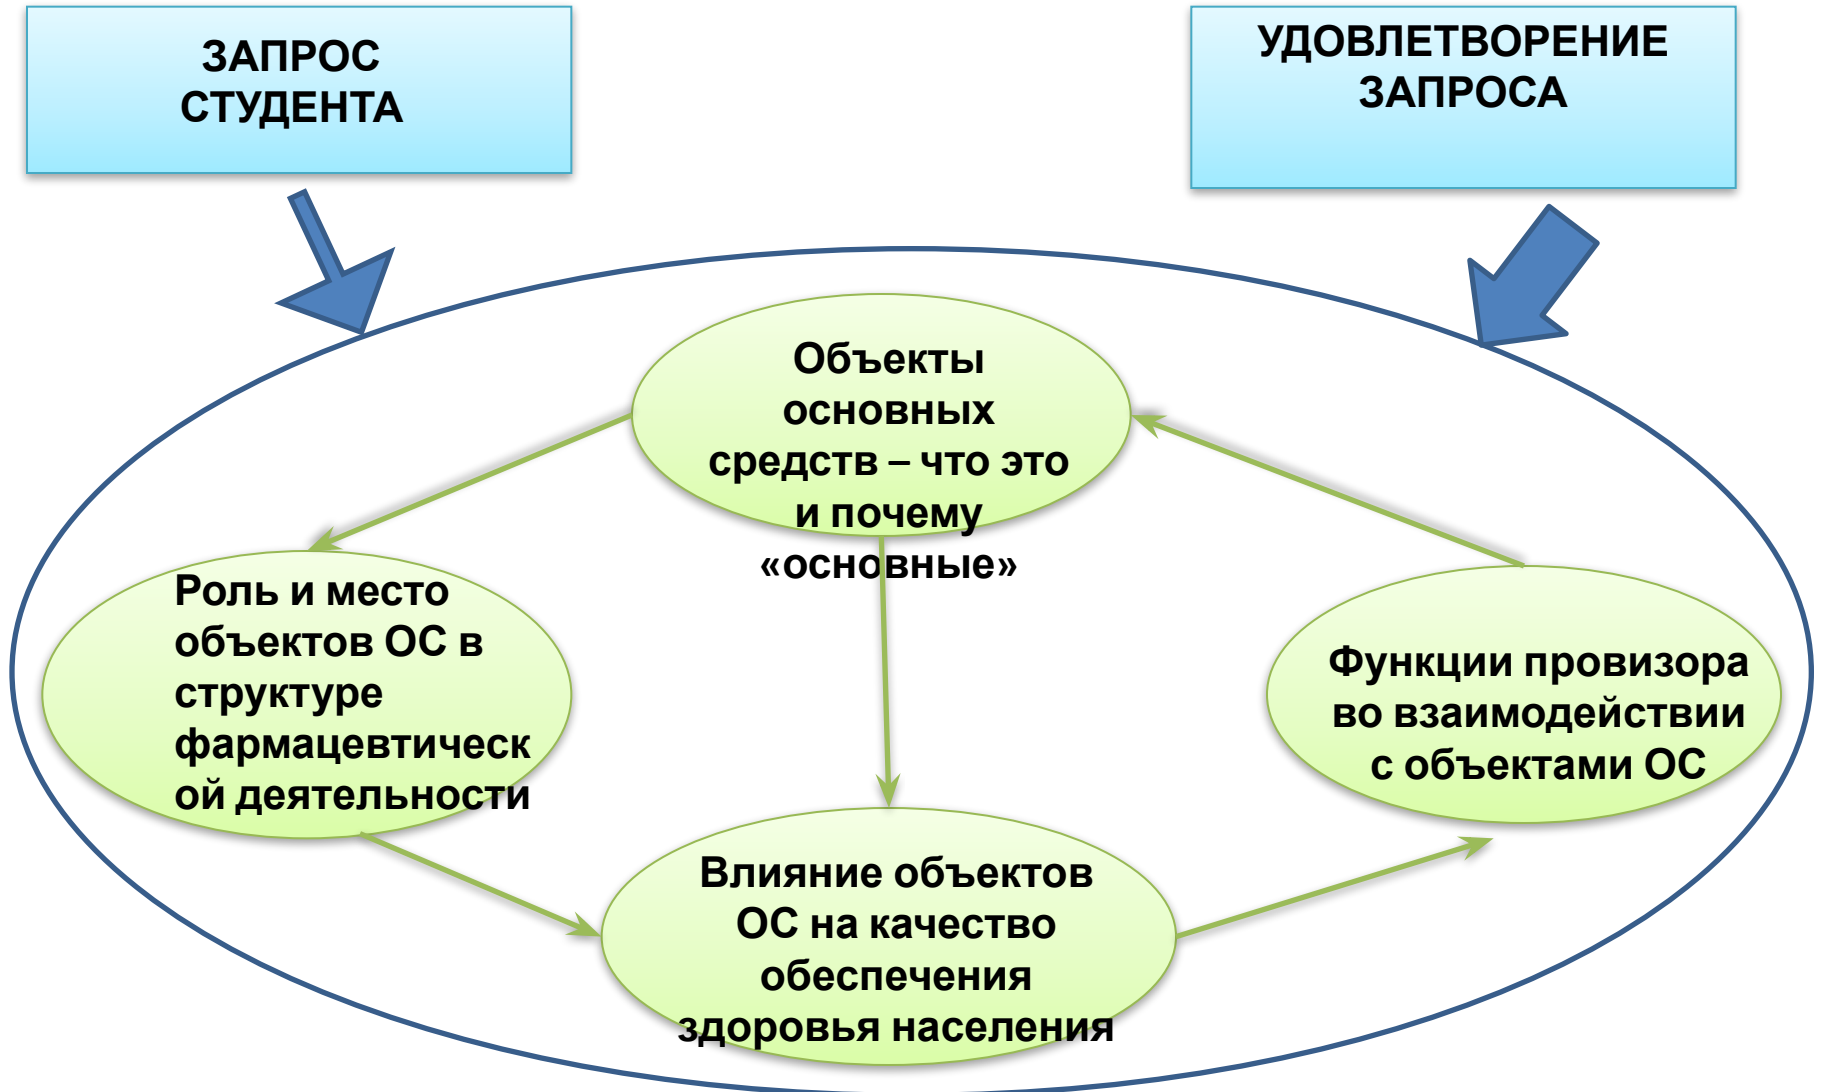 ЗАПРОС
СТУДЕНТА
УДОВЛЕТВОРЕНИЕ
ЗАПРОСА
Объекты
основных
средств – что это
и почему
«основные»
Роль и место
объектов ОС в
структуре
фармацевтическ
ой деятельности
Функции провизора
во взаимодействии
с объектами ОС
Влияние объектов
ОС на качество
обеспечения
здоровья населения